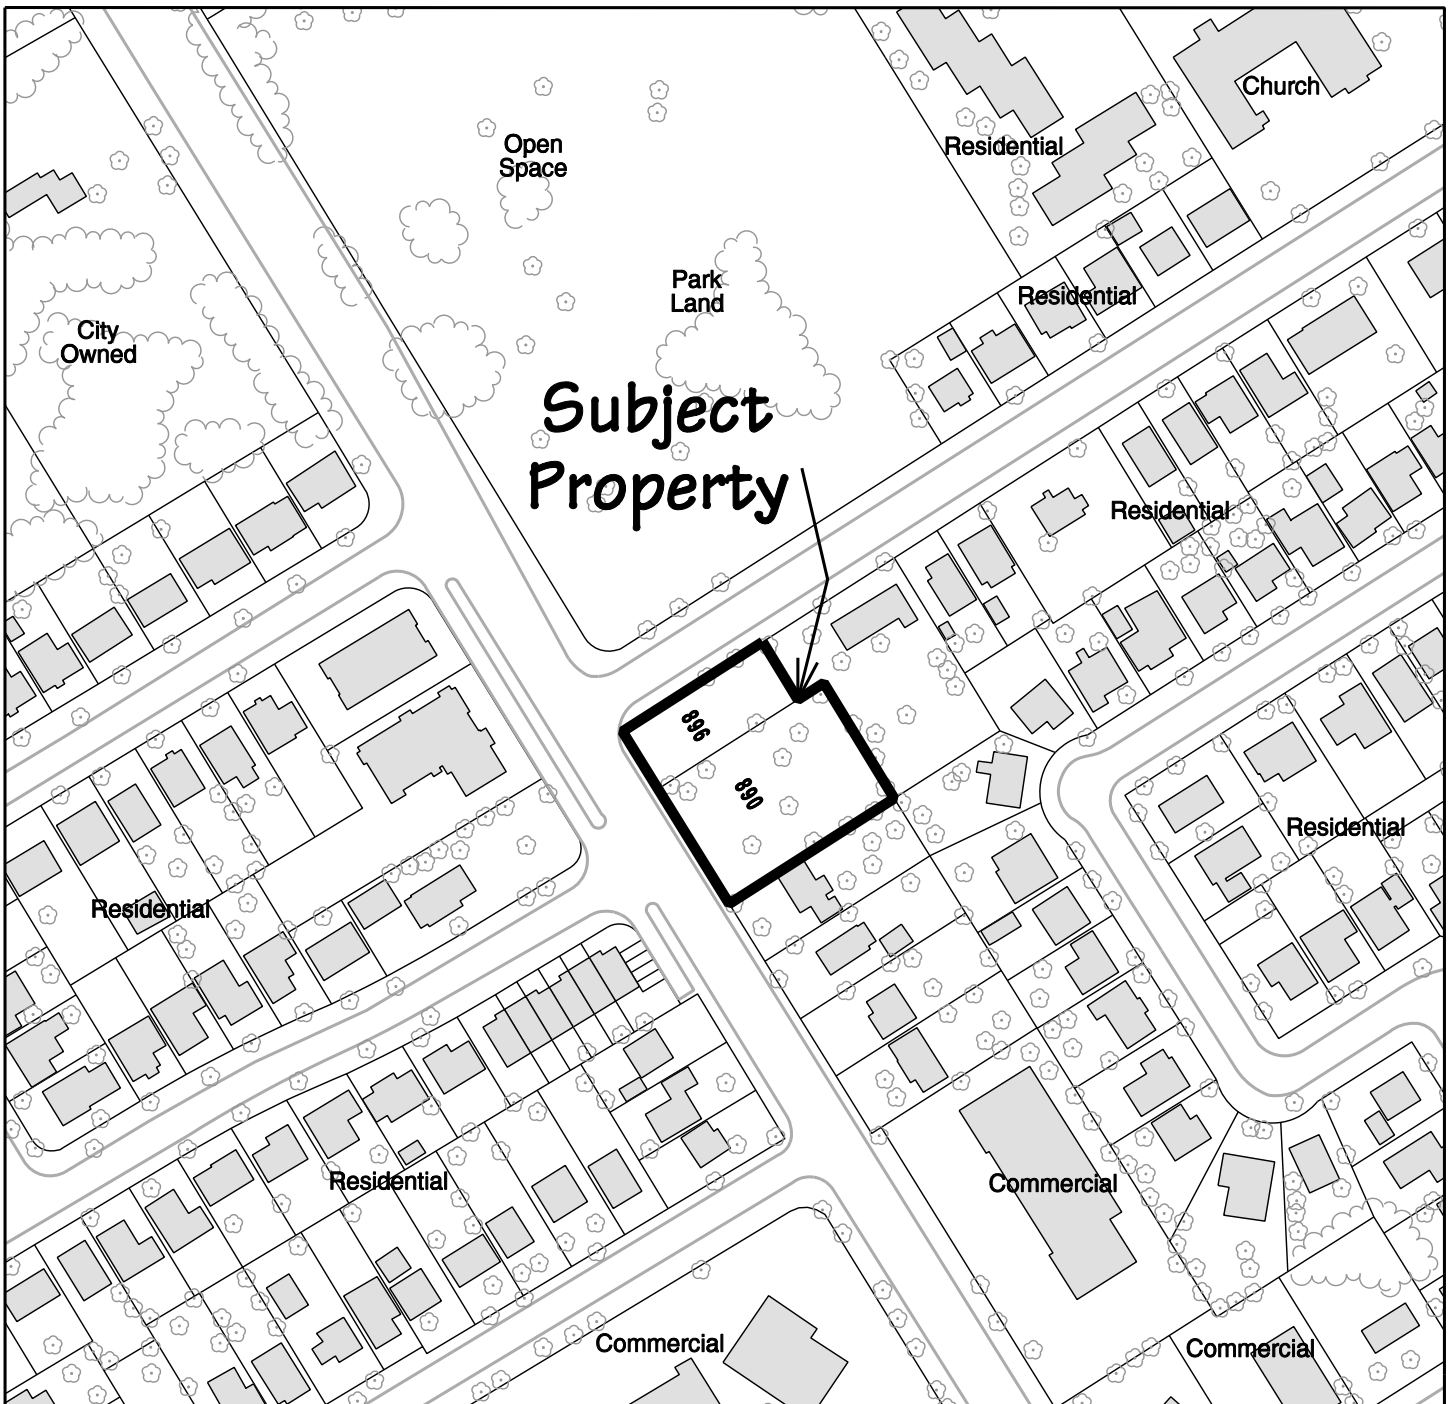 Church
Residential
Open
Space
Park
Land
Residential
City
Owned
Subject
Property
Residential
896
890
Residential
Residential
Residential
Commercial
Commercial
Commercial